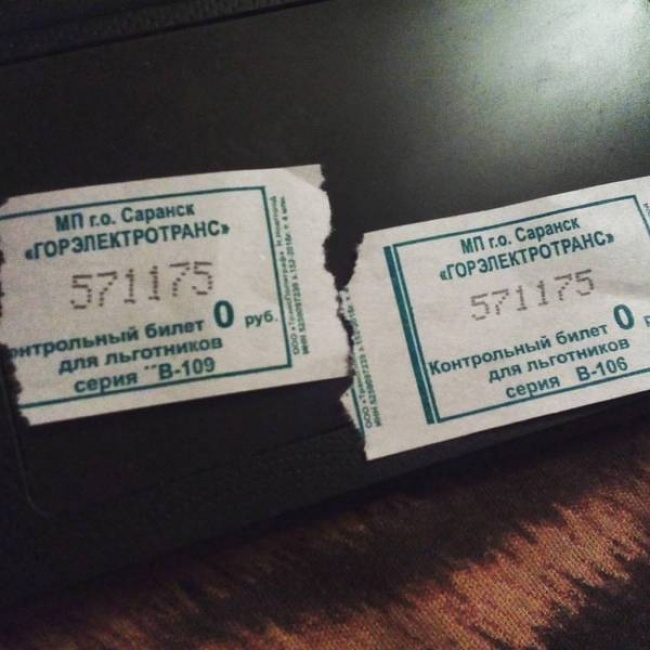 МП г.о. Саранск
«ГОРЭЛЕКТРОТРАНС»
571175
онтрольный билет 0 руб.
для льготников
серия "В-109
МП г.о. Саранск
«ГОРЭЛЕКТРОТРАНС»
571175
Контрольный билет 0
для льготников
серия В-106